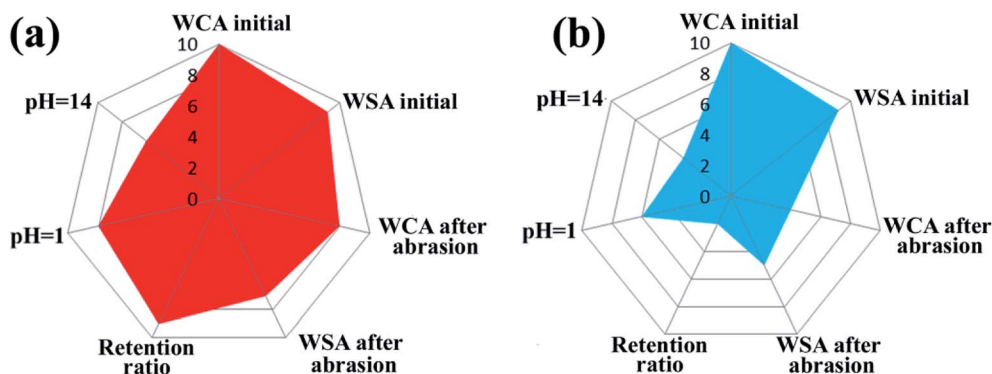 (a)
WCA initial
10
8
6
4
2
0
pH=14
WSA initial
pH=1
WCA after
abrasion
Retention
ratio
WSA after
abrasion
(b)
WCA initial
10
8
6
4
2
0
pH=14
WSA initial
pH=1
WCA after
abrasion
Retention
ratio
WSA after
abrasion